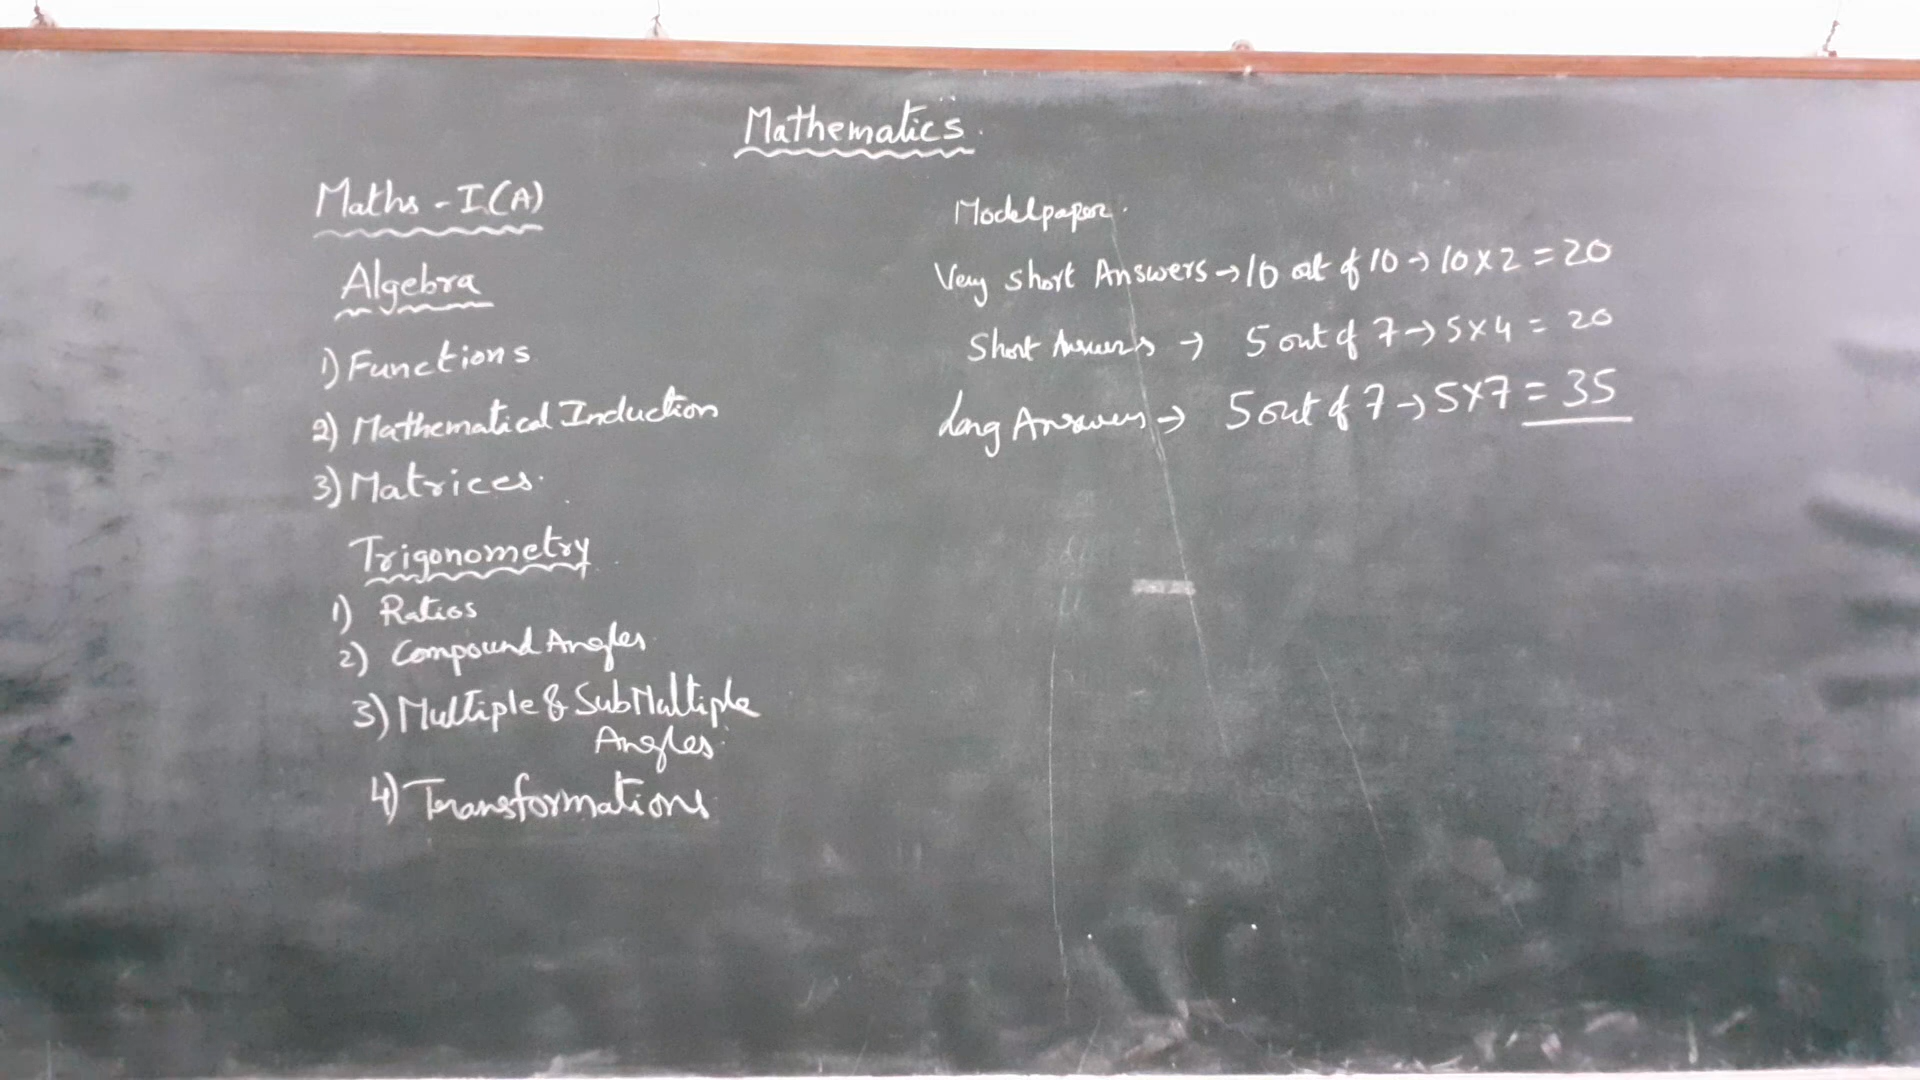 Mathematics.
Maths - I(A)
Algebra
1) Functions
2) Mathematical Induction
3) Matrices.
Trigonometry
1) Ratios
2) Compound Angles
3) Multiple & SubMultiple
Angles.
4) Transformations
Modelpaper.
Very short Answers → 10 out of 10 → 10 x 2 = 20
Short Answers → 5 out of 7 → 5 x 4 = 20
Long Answers → 5 out of 7 → 5 x 7 = 35